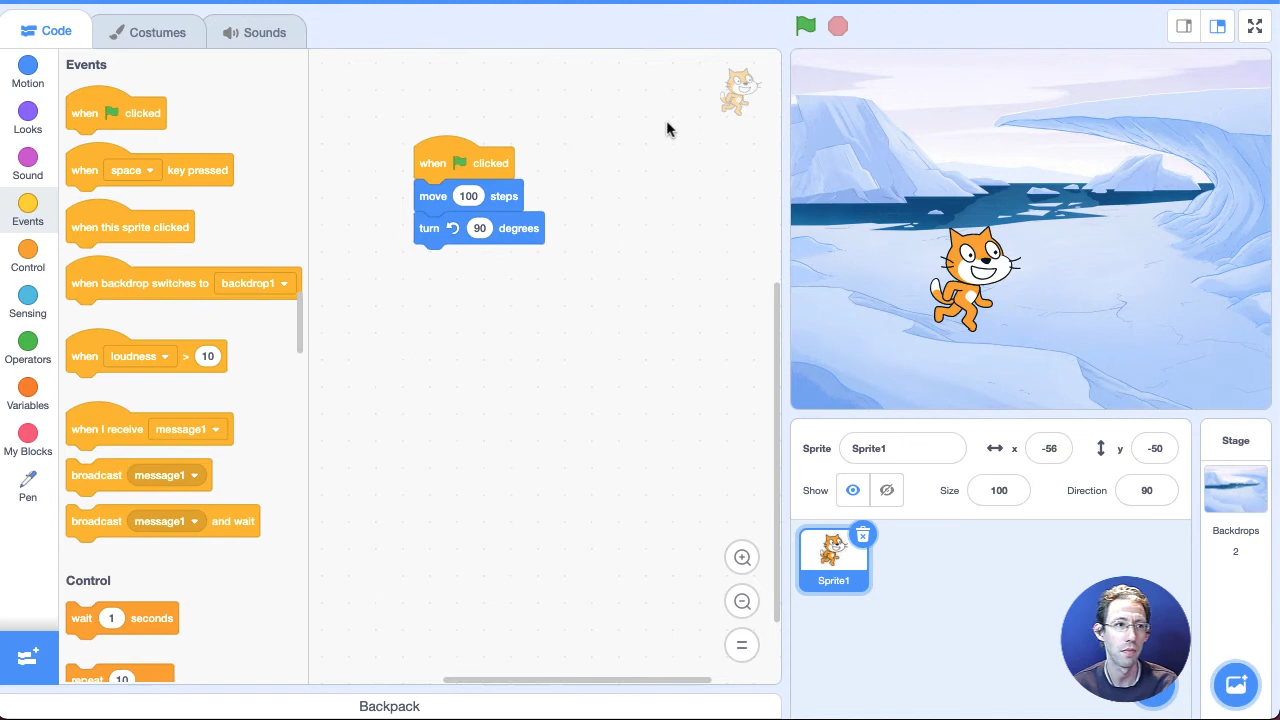 Code
Costumes
Sounds
Motion
Looks
Sound
Events
Control
Sensing
Operators
Variables
My Blocks
Pen
Events
when clicked
when space key pressed
when this sprite clicked
when backdrop switches to backdrop1
when loudness > 10
when I receive message1
broadcast message1
broadcast message1 and wait
Control
wait 1 seconds
repeat 10
when clicked
move 100 steps
turn 90 degrees
Backpack
Sprite Sprite1 x -56 y -50
Show Size 100 Direction 90
Sprite1
Stage
Backdrops
2